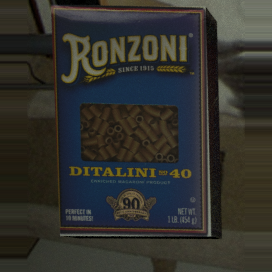 RONZONI
SINCE 1915
DITALINI NO 40
ENRICHED MACARONI PRODUCT
90
PERFECT IN
10 MINUTES!
NET WT.
1 LB. (454 g)